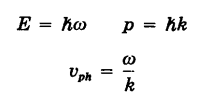 E = ħω p = ħk
v_ph = ω/k